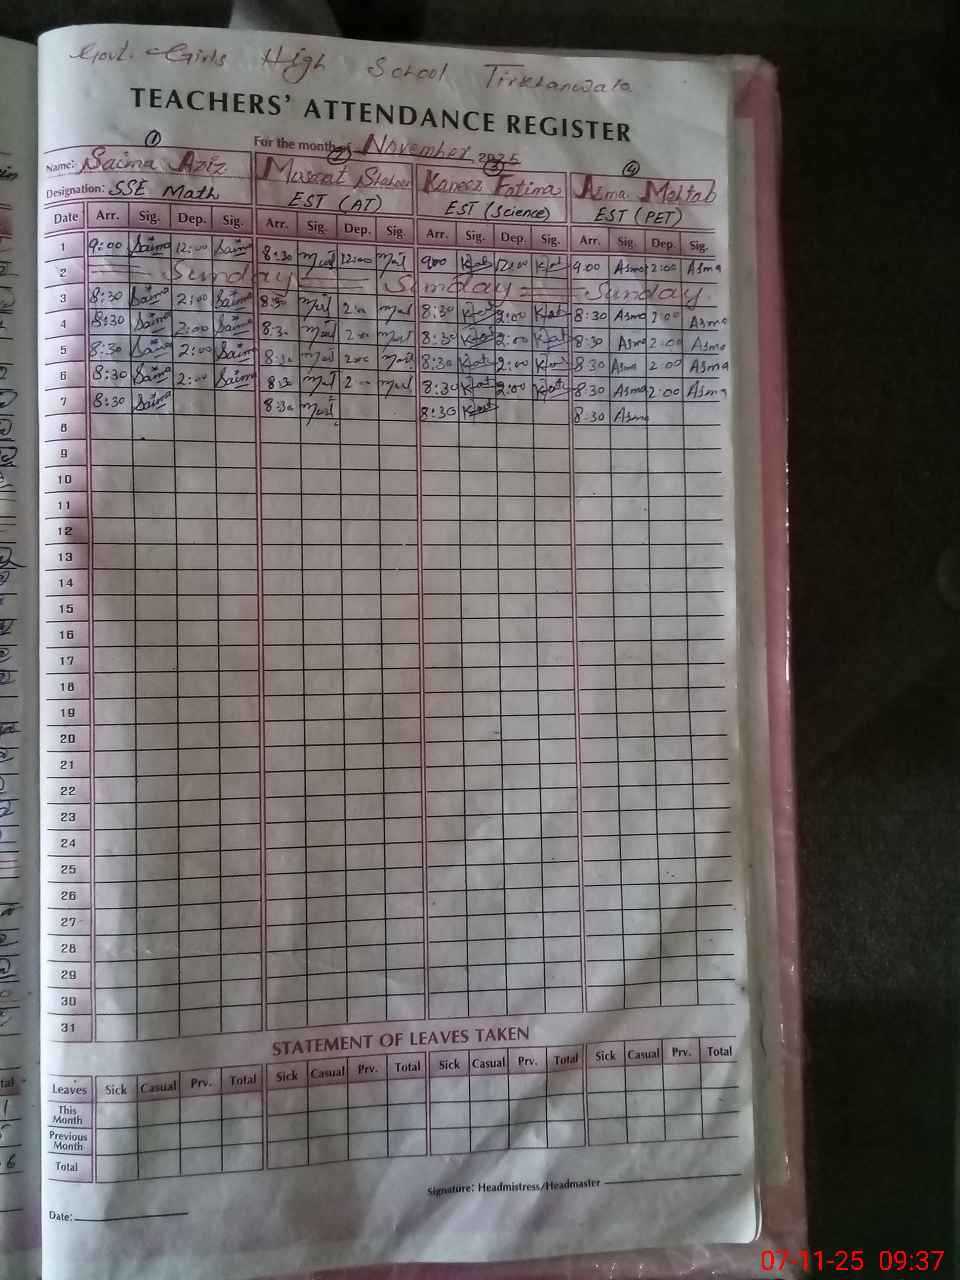 Govt. Girls High School Tirkhanwala
TEACHERS' ATTENDANCE REGISTER
For the month of November 2025
1 2 3 4
Name: Saima Aziz Musrat Shaheen Kaneez Fatima Asma Mehtab
Designation: SSE Math EST (AT) EST (Science) EST (PET)
Date Arr. Sig. Dep. Sig. Arr. Sig. Dep. Sig. Arr. Sig. Dep. Sig. Arr. Sig. Dep. Sig.
1 9:00 Saima 12:00 Saima 8:30 12:00 9:00 12:00 9:00 Asma 12:00 Asma
2 Sunday Sunday Sunday
3 8:30 Saima 2:00 Saima 8:30 2:00 8:30 2:00 8:30 Asma 2:00 Asma
4 8:30 Saima 2:00 Saima 8:30 2:00 8:30 2:00 8:30 Asma 2:00 Asma
5 8:30 Saima 2:00 Saima 8:30 2:00 8:30 2:00 8:30 Asma 2:00 Asma
6 8:30 Saima 2:00 Saima 8:30 2:00 8:30 2:00 8:30 Asma 2:00 Asma
7 8:30 Saima 8:30 8:30 8:30 Asma
8
9
10
11
12
13
14
15
16
17
18
19
20
21
22
23
24
25
26
27
28
29
30
31
STATEMENT OF LEAVES TAKEN
Leaves Sick Casual Prv. Total Sick Casual Prv. Total Sick Casual Prv. Total Sick Casual Prv. Total
This Month
Previous Month
Total
Signature: Headmistress/Headmaster
Date:
07-11-25 09:37